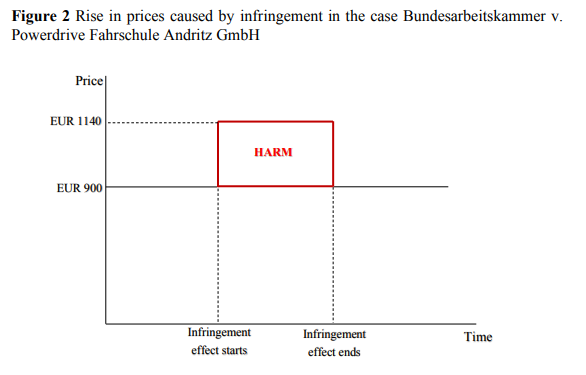 Figure 2 Rise in prices caused by infringement in the case Bundesarbeitskammer v.
Powerdrive Fahrschule Andritz GmbH
Price
EUR 1140
HARM
EUR 900
Infringement
effect starts
Infringement
effect ends
Time